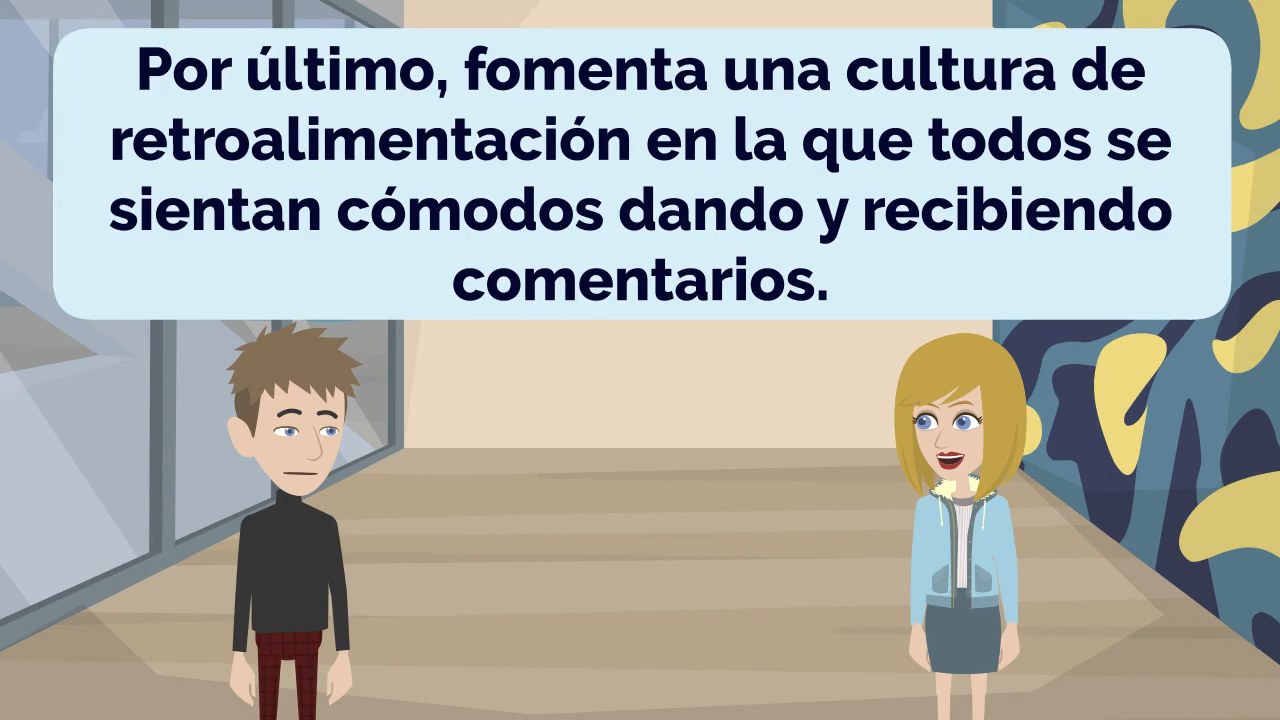 Por último, fomenta una cultura de
retroalimentación en la que todos se
sientan cómodos dando y recibiendo
comentarios.